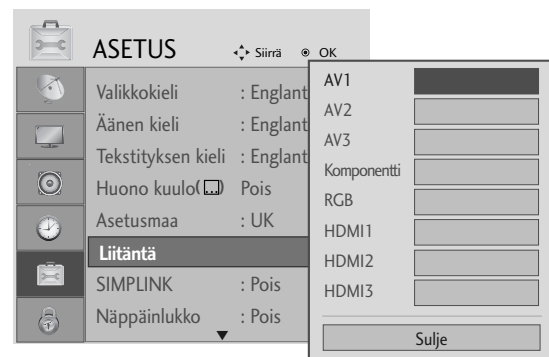 ASETUS
Siirrä OK
Valikkokieli : Englant
Äänen kieli : Englant
Tekstityksen kieli : Englant
Huono kuulo( ) Pois
Asetusmaa : UK
Liitäntä
SIMPLINK : Pois
Näppäinlukko : Pois
AV1
AV2
AV3
Komponentti
RGB
HDMI1
HDMI2
HDMI3
Sulje